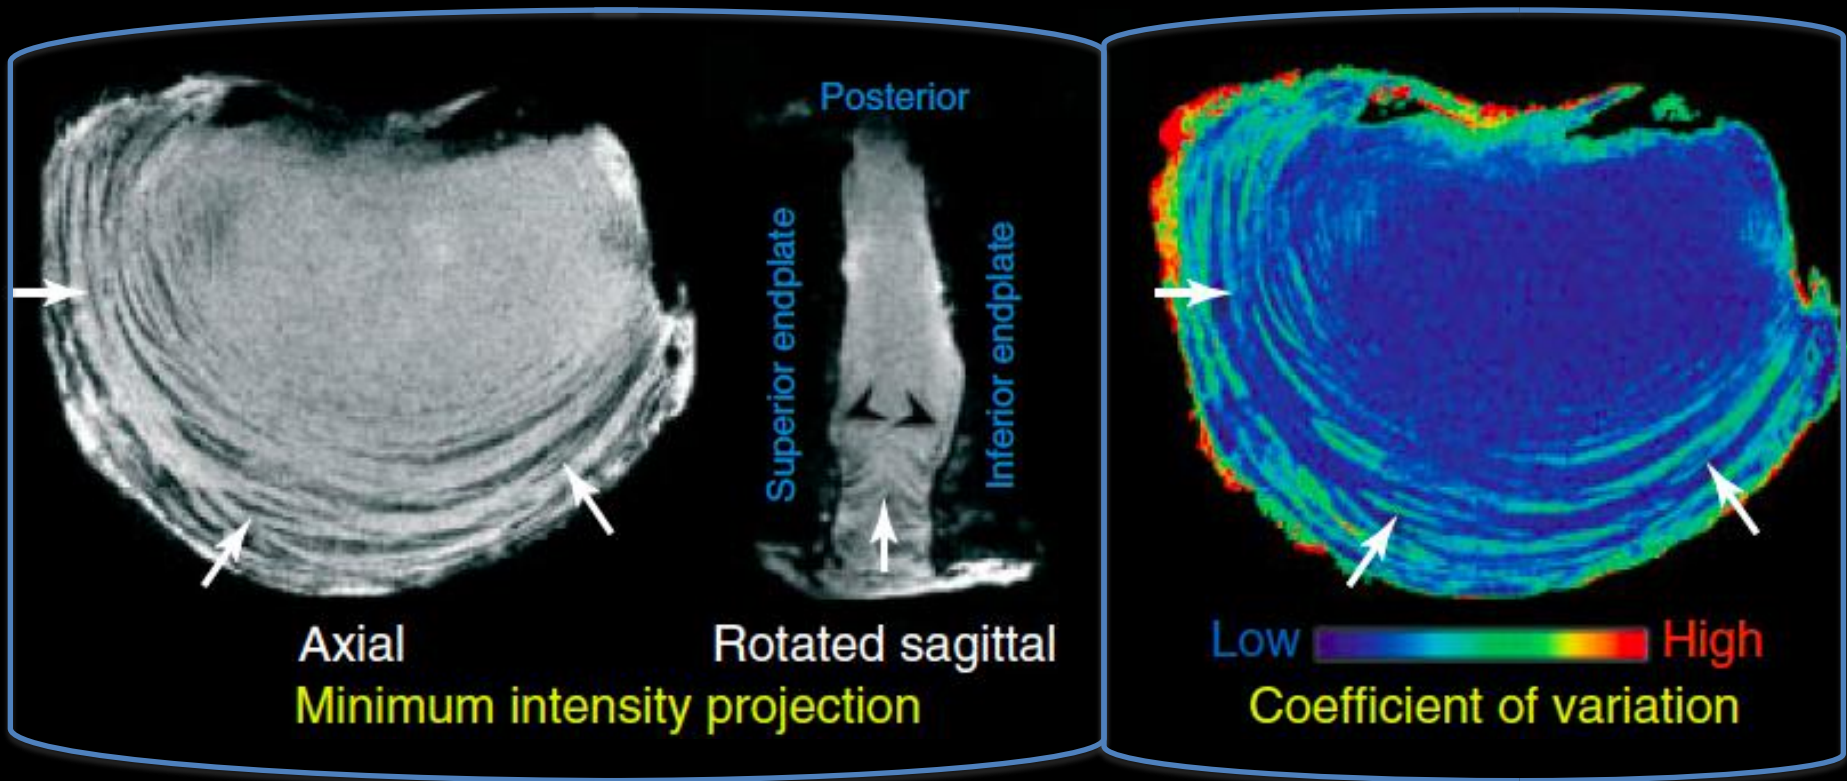 Posterior
Superior endplate
Inferior endplate
Axial
Rotated sagittal
Minimum intensity projection
Low
High
Coefficient of variation